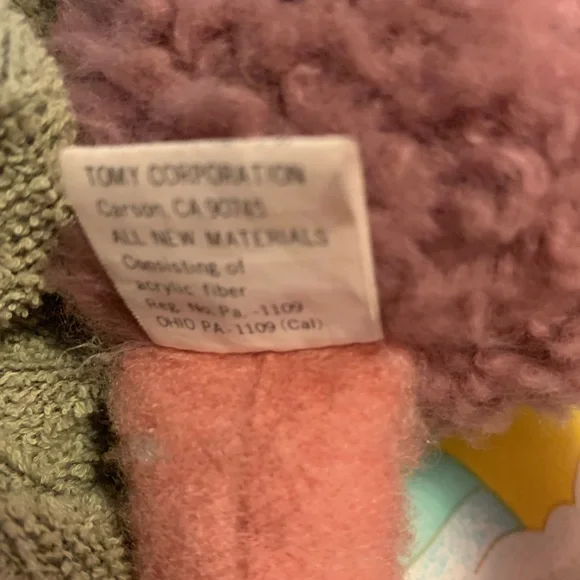 TOMY CORPORATION
Carson, CA 90745
ALL NEW MATERIALS
Consisting of
acrylic fiber
Reg. No. Pa. -1109
OHIO PA.-1109 (Cal)